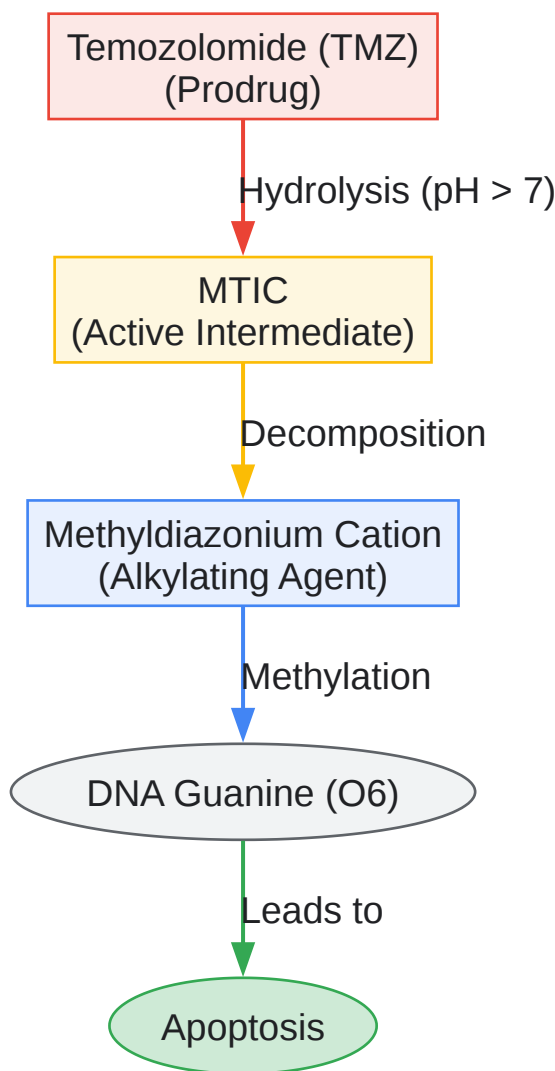 Temozolomide (TMZ)
(Prodrug)
Hydrolysis (pH > 7)
MTIC
(Active Intermediate)
Decomposition
Methyldiazonium Cation
(Alkylating Agent)
Methylation
DNA Guanine (O6)
Leads to
Apoptosis